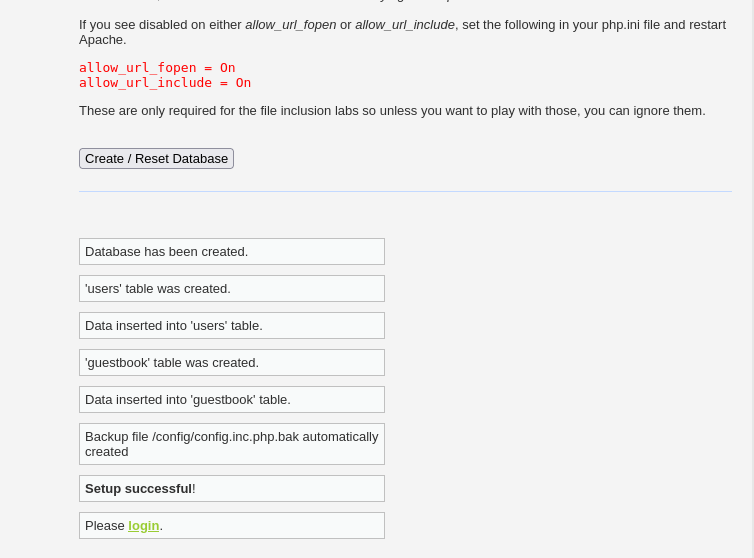 If you see disabled on either allow_url_fopen or allow_url_include, set the following in your php.ini file and restart
Apache.
allow_url_fopen = On
allow_url_include = On
These are only required for the file inclusion labs so unless you want to play with those, you can ignore them.
Create / Reset Database
Database has been created.
'users' table was created.
Data inserted into 'users' table.
'guestbook' table was created.
Data inserted into 'guestbook' table.
Backup file /config/config.inc.php.bak automatically
created
Setup successful!
Please login.